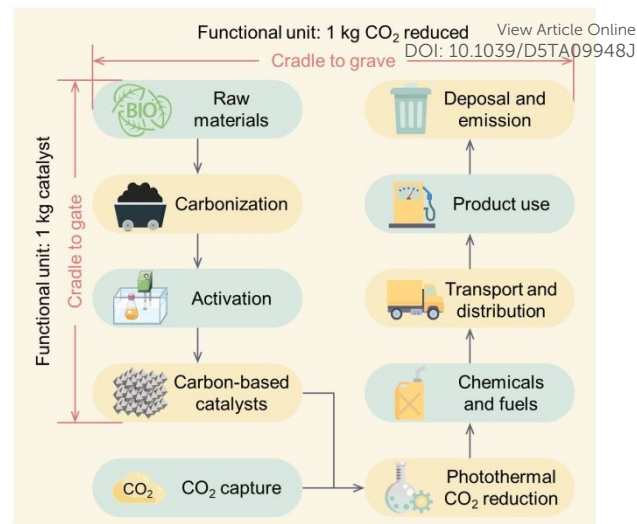 Functional unit: 1 kg CO₂ reduced
View Article Online
DOI: 10.1039/D5TA09948J
Cradle to grave
Functional unit: 1 kg catalyst
Cradle to gate
BIO
Raw
materials
Carbonization
Activation
Carbon-based
catalysts
CO₂
CO₂ capture
Deposal and
emission
Product use
Transport and
distribution
Chemicals
and fuels
Photothermal
CO₂ reduction